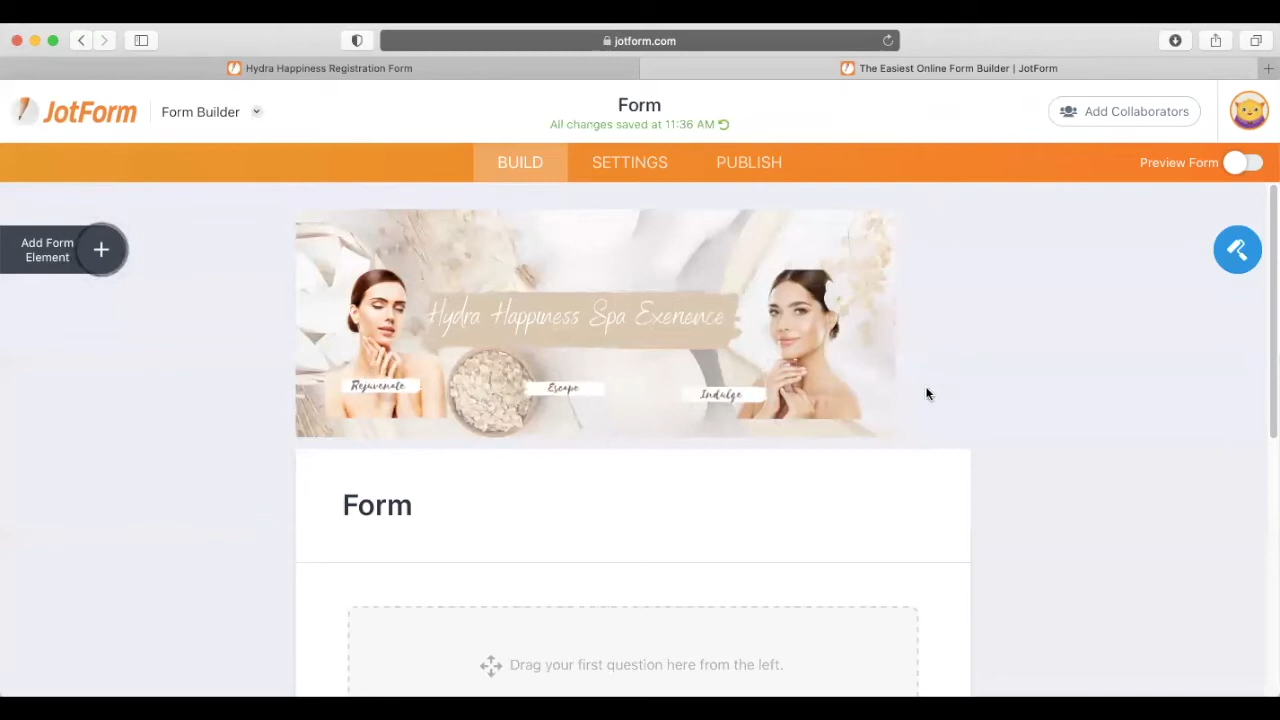 jotform.com
Hydra Happiness Registration Form
The Easiest Online Form Builder | JotForm
JotForm
Form Builder
Form
All changes saved at 11:36 AM
Add Collaborators
BUILD
SETTINGS
PUBLISH
Preview Form
Add Form
Element
Hydra Happiness Spa Exerience
Rejuvenate
Escape
Indulge
Form
Drag your first question here from the left.